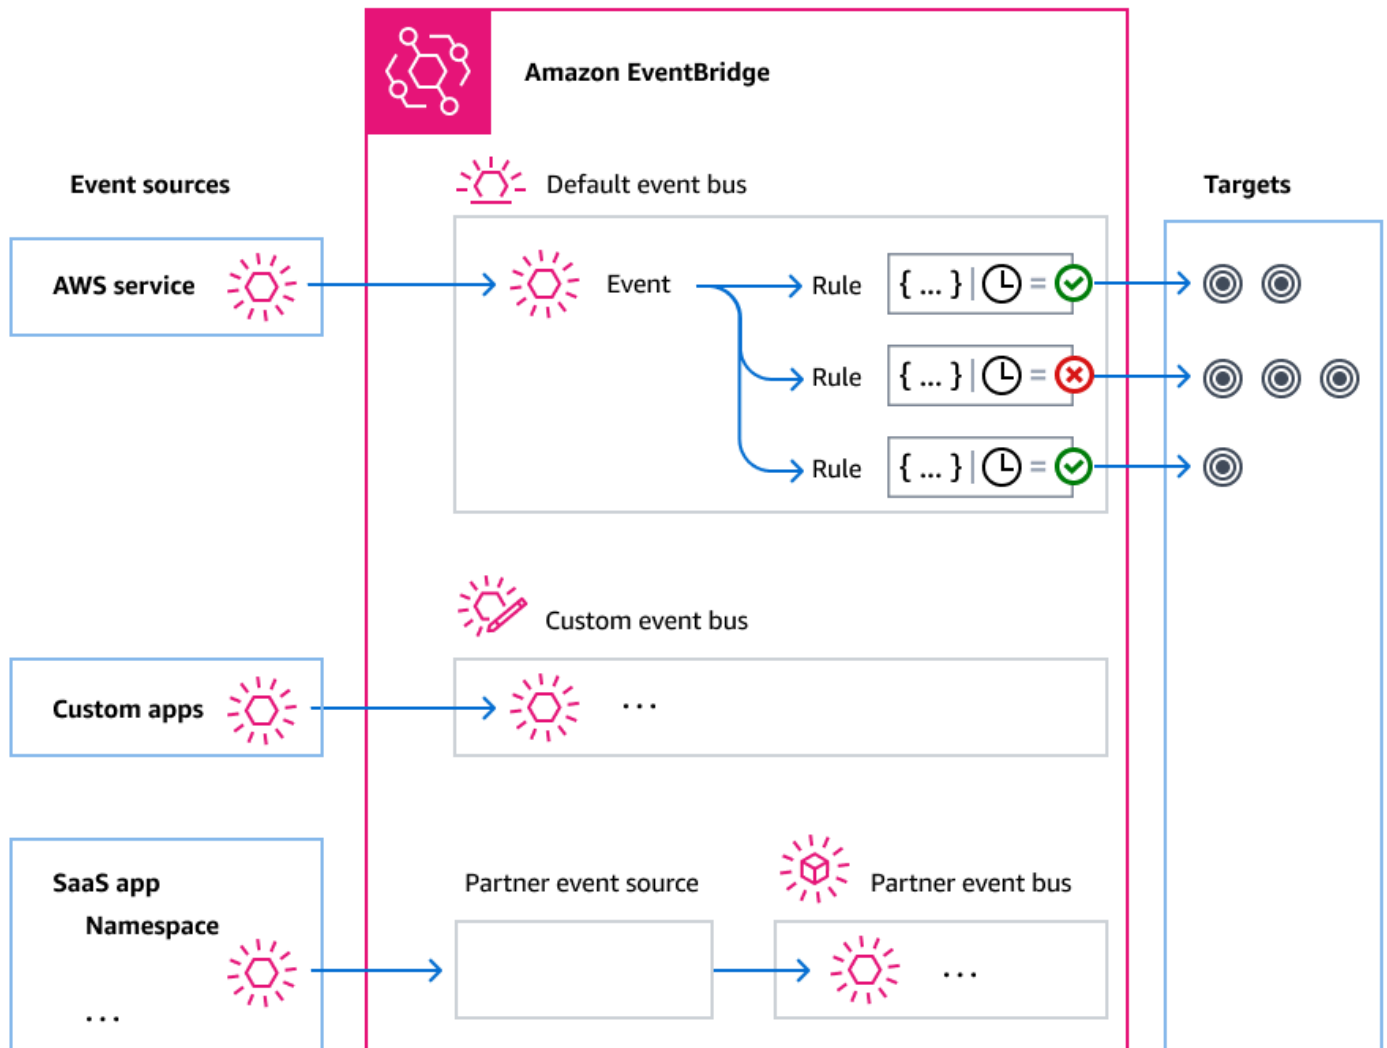 Amazon EventBridge
Event sources
Default event bus
Targets
AWS service
Event
Rule
{ ... } | =
Rule
{ ... } | =
Rule
{ ... } | =
Custom event bus
Custom apps
...
SaaS app
Partner event source
Partner event bus
Namespace
...
...